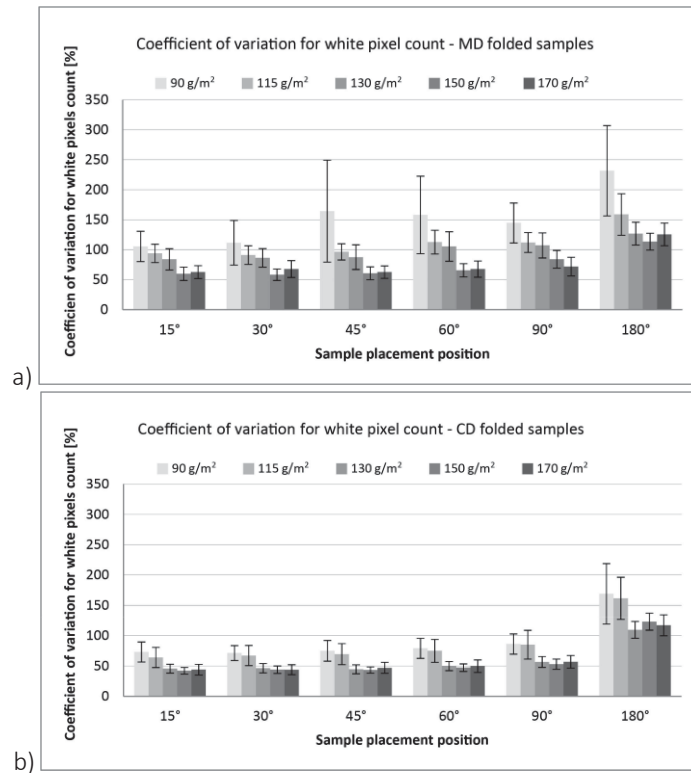 Coefficient of variation for white pixel count - MD folded samples
90 g/m² 115 g/m² 130 g/m² 150 g/m² 170 g/m²
Coefficien of variation for white pixels count [%]
350
300
250
200
150
100
50
0
15° 30° 45° 60° 90° 180°
Sample placement position
a)
Coefficient of variation for white pixel count - CD folded samples
90 g/m² 115 g/m² 130 g/m² 150 g/m² 170 g/m²
Coefficient of variation for white pixels count [%]
350
300
250
200
150
100
50
0
15° 30° 45° 60° 90° 180°
Sample placement position
b)